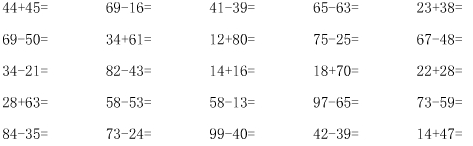 44+45= 69-16= 41-39= 65-63= 23+38=
69-50= 34+61= 12+80= 75-25= 67-48=
34-21= 82-43= 14+16= 18+70= 22+28=
28+63= 58-53= 58-13= 97-65= 73-59=
84-35= 73-24= 99-40= 42-39= 14+47=